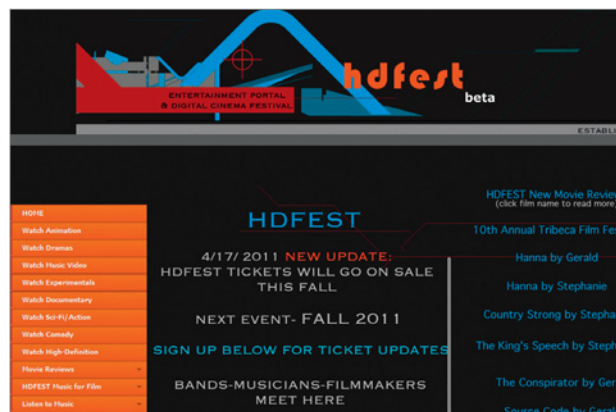 hdfest
beta
ENTERTAINMENT PORTAL
& DIGITAL CINEMA FESTIVAL
HOME
Watch Animation
Watch Dramas
Watch Music Video
Watch Experimentals
Watch Documentary
Watch Sci-Fi/Action
Watch Comedy
Watch High-Definition
Movie Reviews
HDFEST Music for Film
Listen to Music
HDFEST
4/17/ 2011 NEW UPDATE:
HDFEST TICKETS WILL GO ON SALE
THIS FALL
NEXT EVENT- FALL 2011
SIGN UP BELOW FOR TICKET UPDATES
BANDS-MUSICIANS-FILMMAKERS
MEET HERE
HDFEST New Movie Review
(click film name to read more)
10th Annual Tribeca Film
Hanna by Gerald
Hanna by Stephanie
Country Strong by
The King's Speech by
The Conspirator by
Source Code by